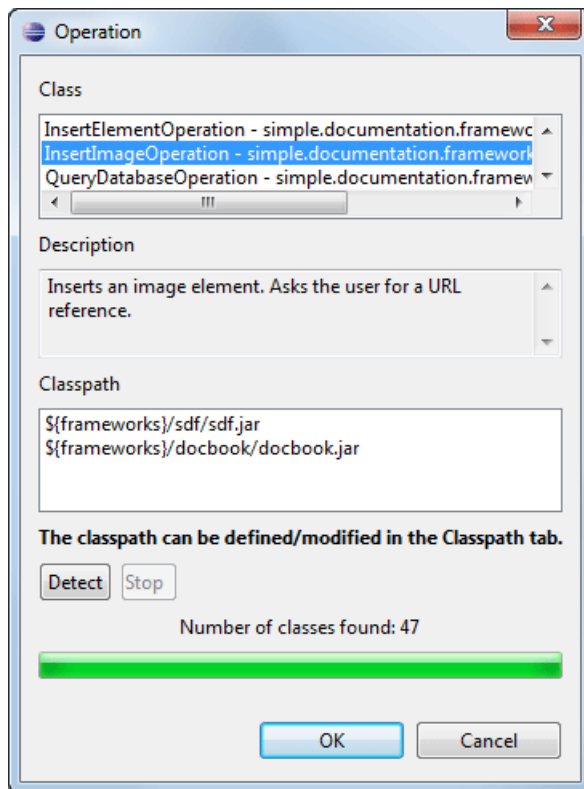 Operation
Class
InsertElementOperation - simple.documentation.framewc
InsertImageOperation - simple.documentation.framework
QueryDatabaseOperation - simple.documentation.framew
Description
Inserts an image element. Asks the user for a URL
reference.
Classpath
${frameworks}/sdf/sdf.jar
${frameworks}/docbook/docbook.jar
The classpath can be defined/modified in the Classpath tab.
Detect Stop
Number of classes found: 47
OK Cancel